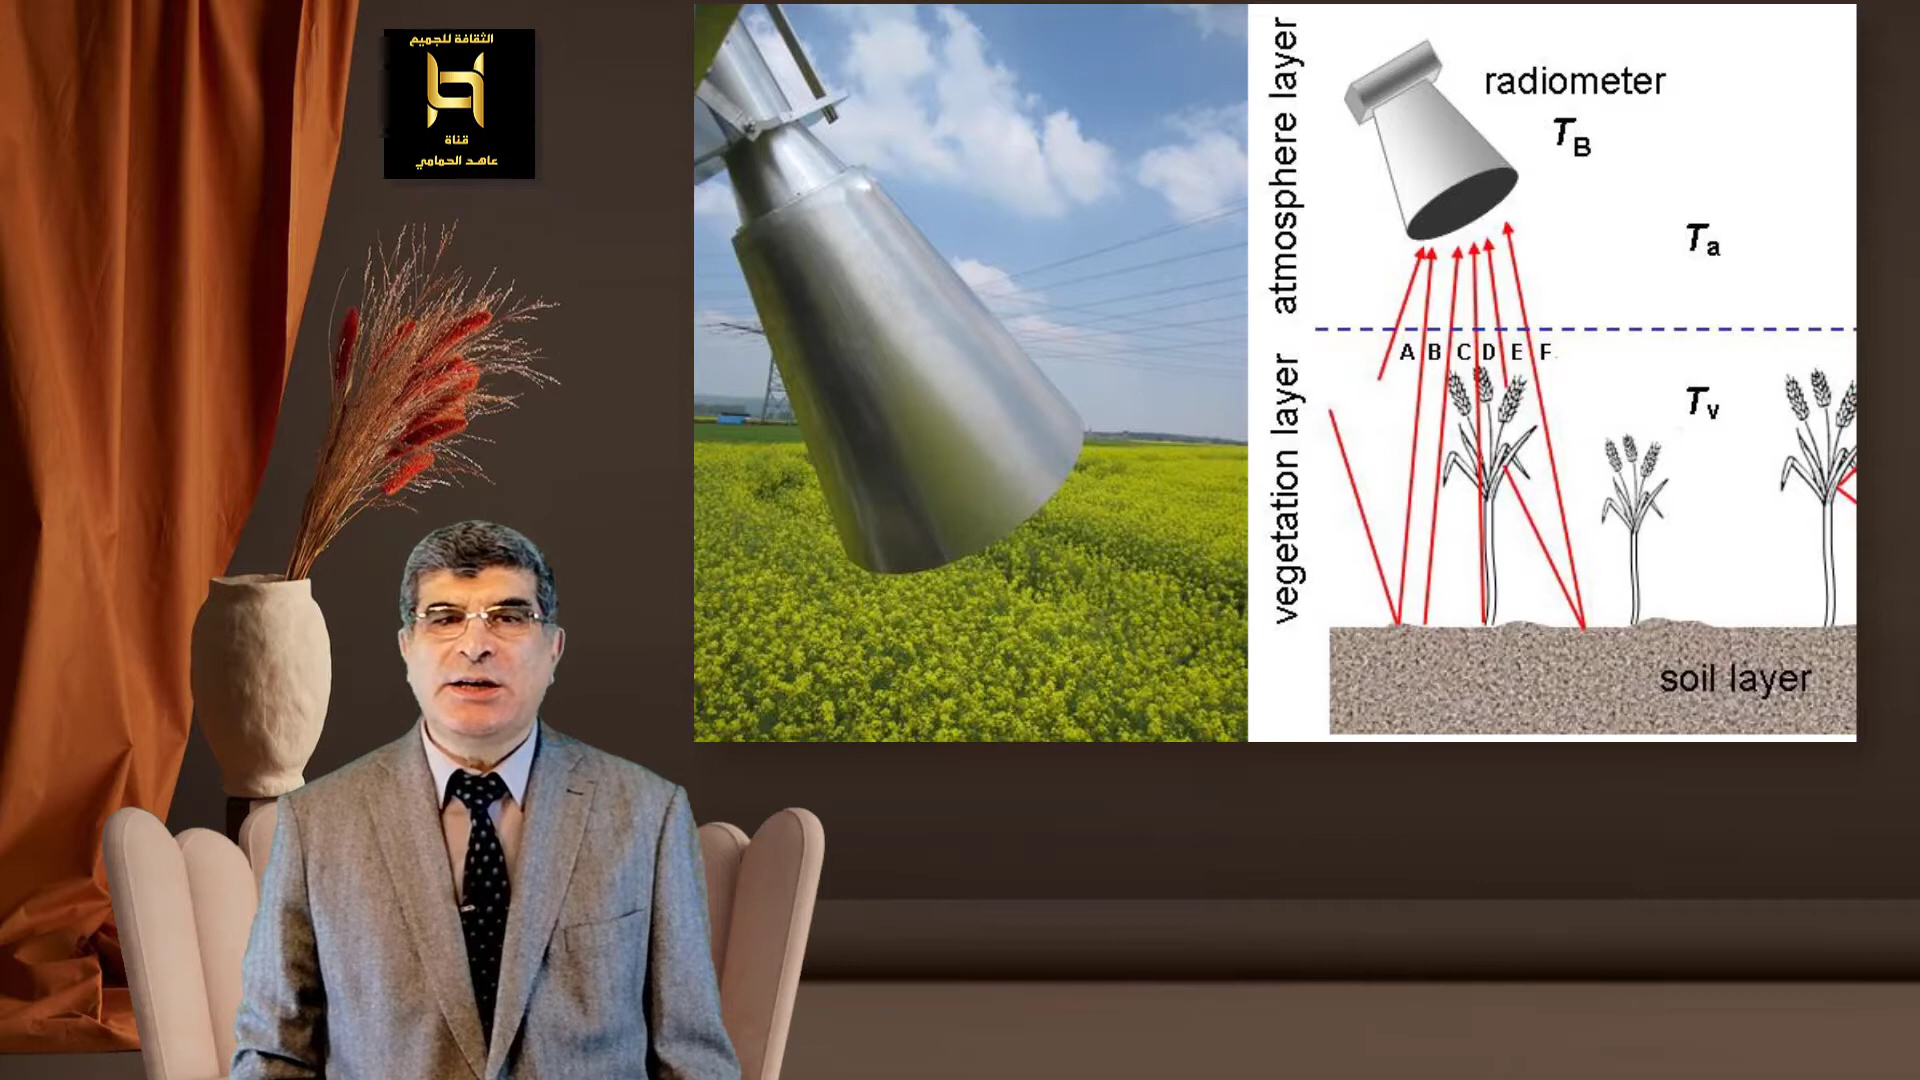 الثقافة للجميع
قناة
عاهد الحمامي
atmosphere layer
radiometer
T_B
T_a
A B C D E F
vegetation layer
T_v
soil layer